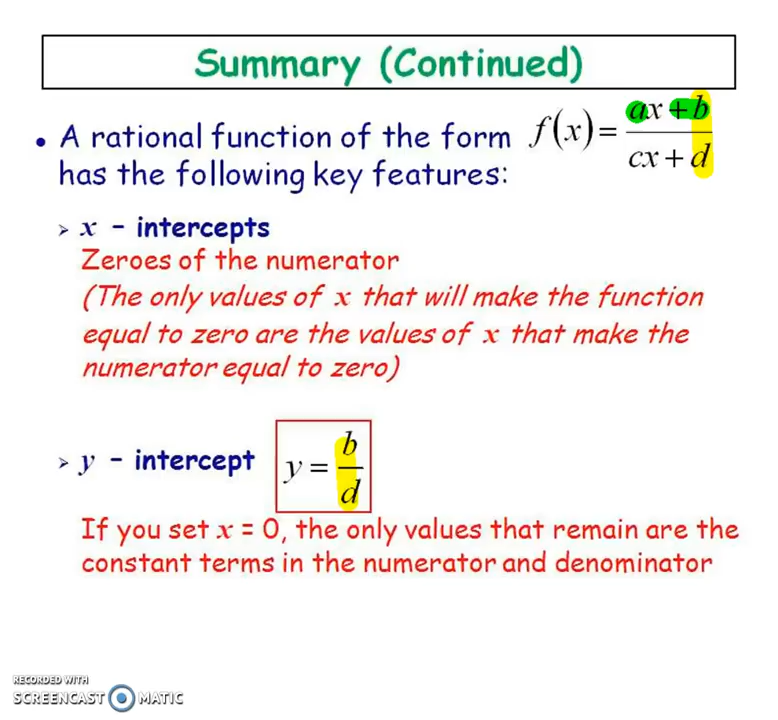 Summary (Continued)
• A rational function of the form f(x) = (ax + b)/(cx + d)
has the following key features:
➢ x – intercepts
Zeroes of the numerator
(The only values of x that will make the function
equal to zero are the values of x that make the
numerator equal to zero)
➢ y – intercept y = b/d
If you set x = 0, the only values that remain are the
constant terms in the numerator and denominator
RECORDED WITH
SCREENCAST MATIC